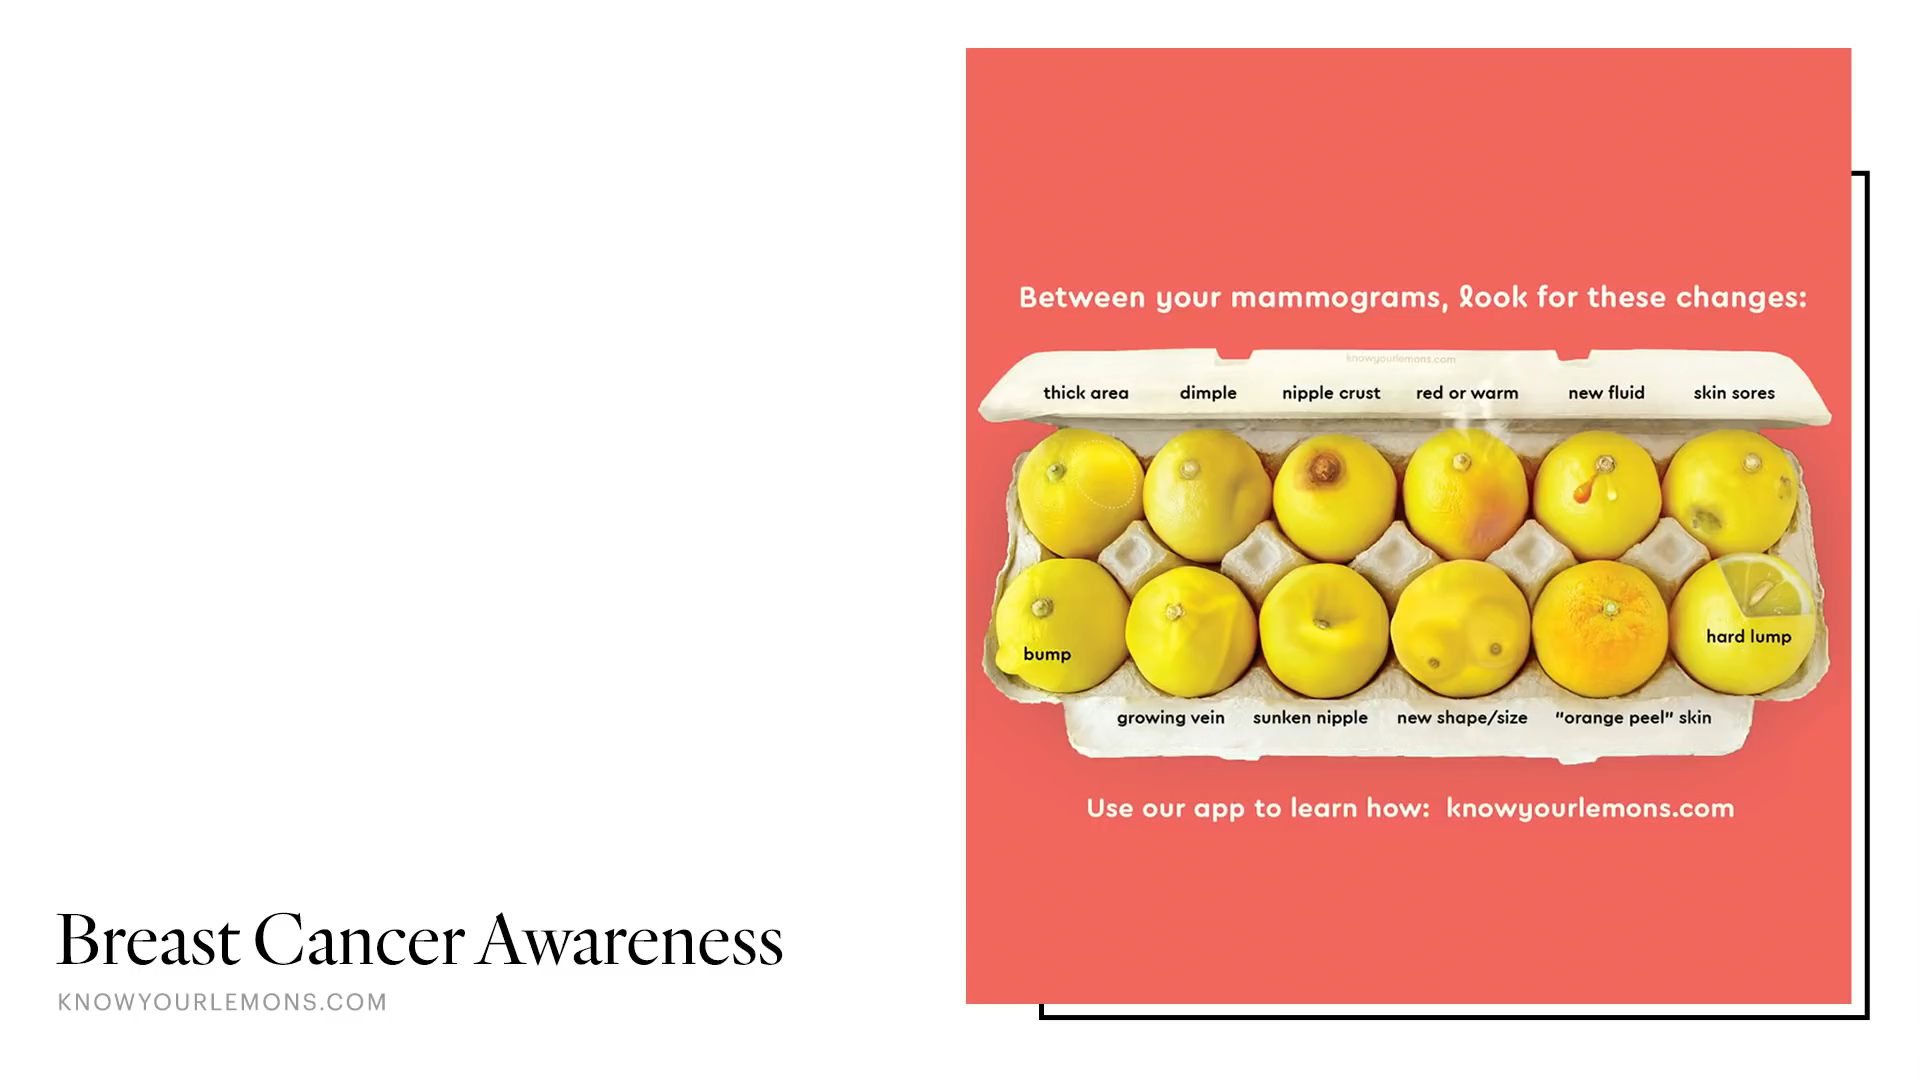 Between your mammograms, look for these changes:
knowyourlemons.com
thick area dimple nipple crust red or warm new fluid skin sores
bump
hard lump
growing vein sunken nipple new shape/size “orange peel” skin
Use our app to learn how: knowyourlemons.com
Breast Cancer Awareness
KNOWYOURLEMONS.COM